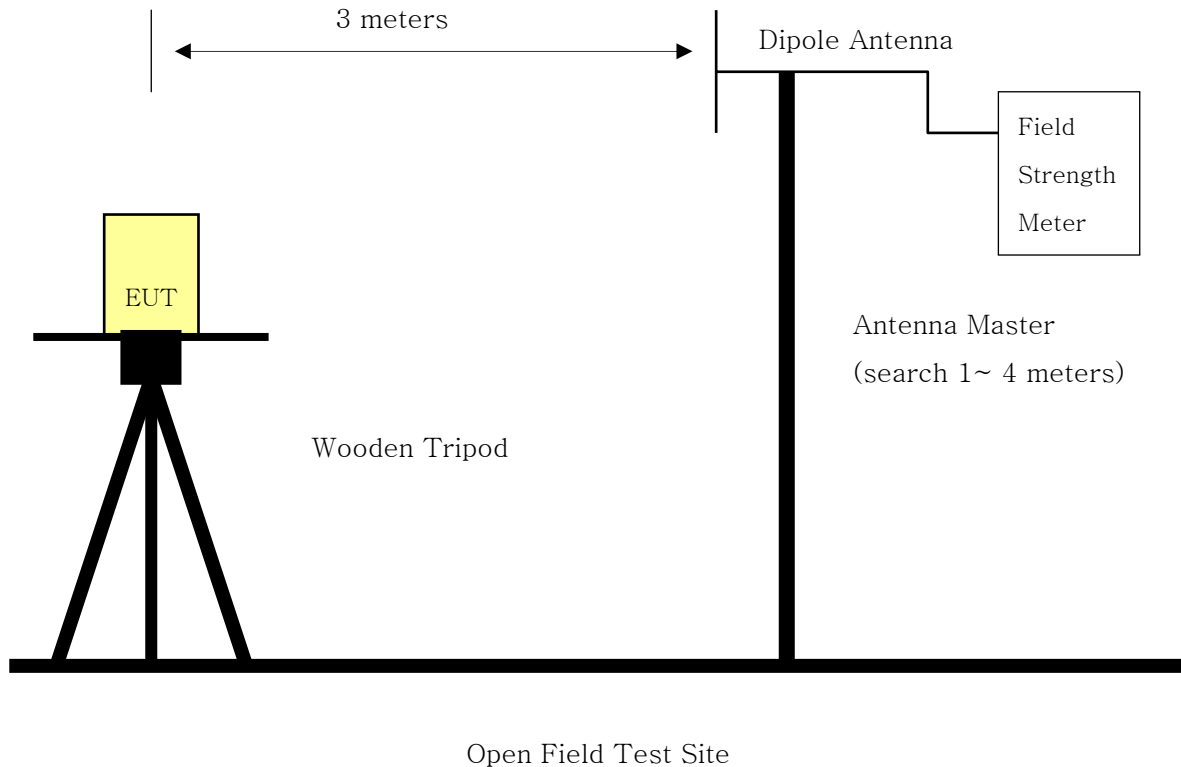 3 meters
Dipole Antenna
Field
Strength
Meter
EUT
Antenna Master
(search 1~ 4 meters)
Wooden Tripod
Open Field Test Site